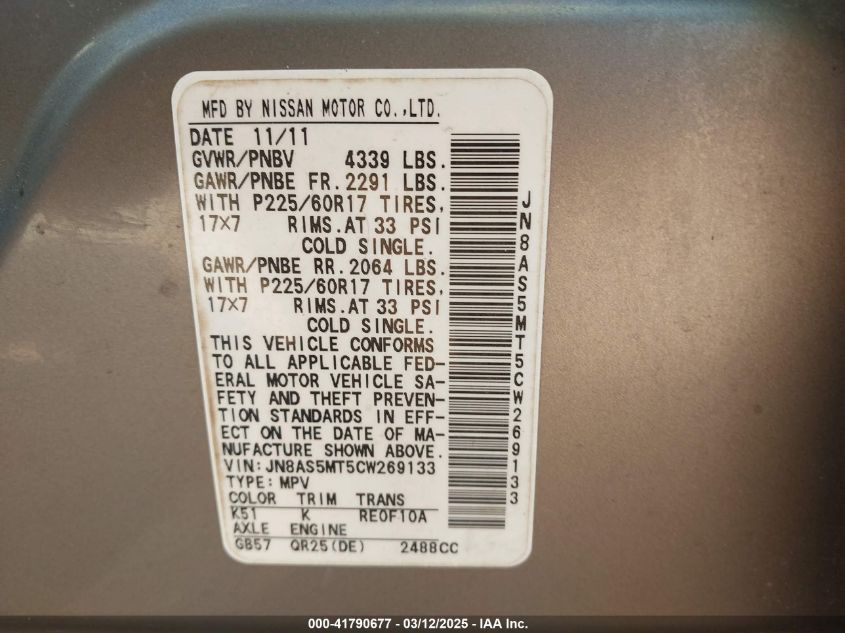 MFD BY NISSAN MOTOR CO.,LTD.
DATE 11/11
GVWR/PNBV 4339 LBS.
GAWR/PNBE FR.2291 LBS.
WITH P225/60R17 TIRES,
17×7 RIMS.AT 33 PSI
COLD SINGLE.
GAWR/PNBE RR.2064 LBS.
WITH P225/60R17 TIRES,
17×7 RIMS.AT 33 PSI
COLD SINGLE.
THIS VEHICLE CONFORMS
TO ALL APPLICABLE FED-
ERAL MOTOR VEHICLE SA-
FETY AND THEFT PREVEN-
TION STANDARDS IN EFF-
ECT ON THE DATE OF MA-
NUFACTURE SHOWN ABOVE.
VIN:JN8AS5MT5CW269133
TYPE:MPV
COLOR TRIM TRANS
K51 K RE0F10A
AXLE ENGINE
GB57 QR25(DE) 2488CC
JN8AS5MT5CW269133
000-41790677 - 03/12/2025 - IAA Inc.